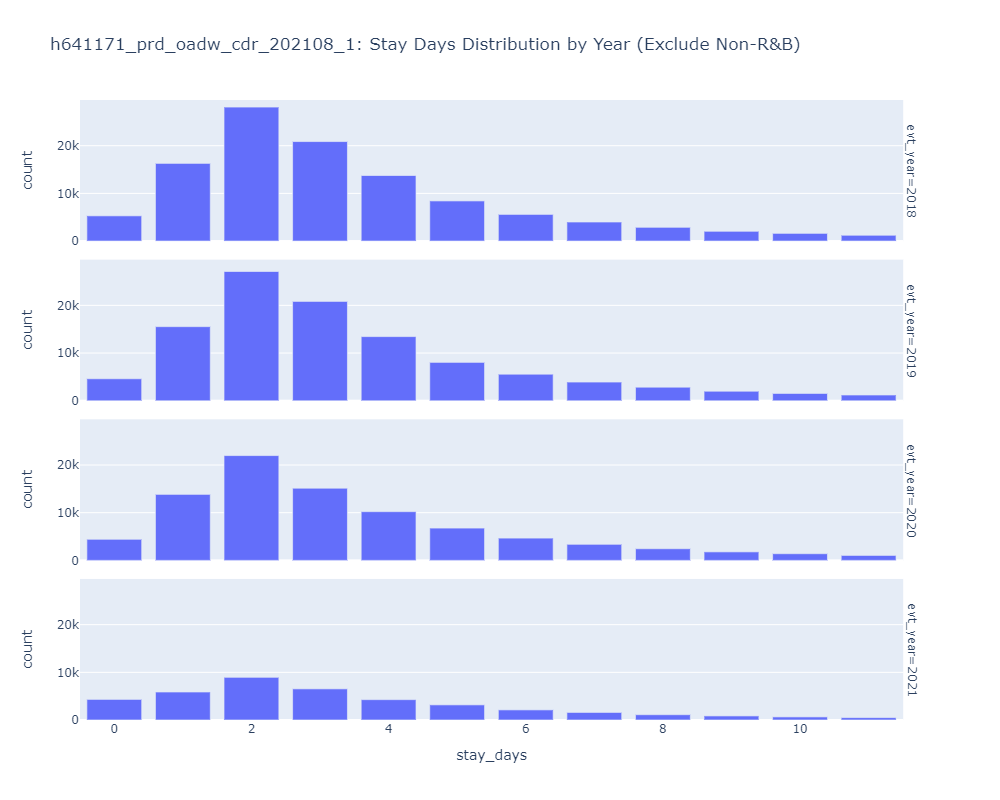 h641171_prd_oadw_cdr_202108_1: Stay Days Distribution by Year (Exclude Non-R&B)
count
20k
10k
0
evt_year=2018
count
20k
10k
0
evt_year=2019
count
20k
10k
0
evt_year=2020
count
20k
10k
0
evt_year=2021
0 2 4 6 8 10
stay_days